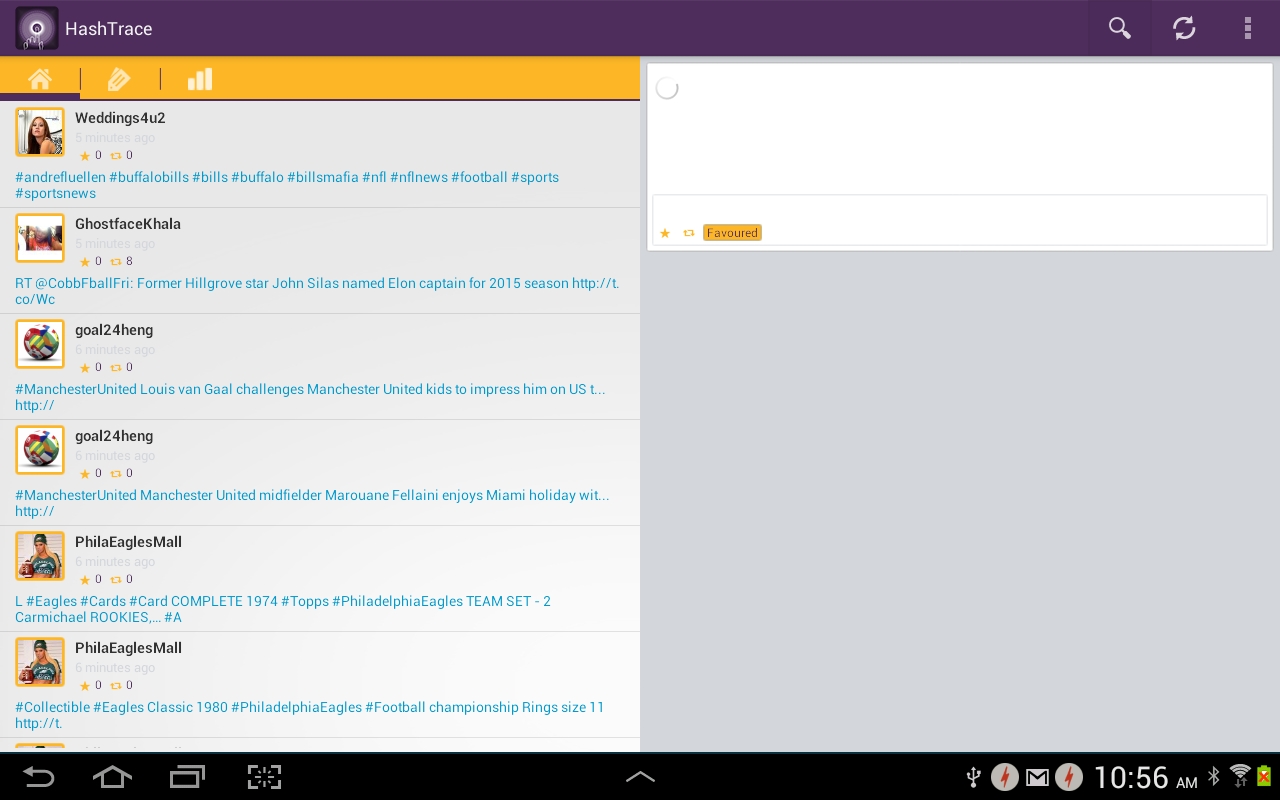 HashTrace
Weddings4u2
5 minutes ago
0 0
#andrefluellen #buffalobills #bills #buffalo #billsmafia #nfl #nflnews #football #sports
#sportsnews
GhostfaceKhala
5 minutes ago
0 8
RT @CobbFballFri: Former Hillgrove star John Silas named Elon captain for 2015 season http://t.
co/Wc
goal24heng
6 minutes ago
0 0
#ManchesterUnited Louis van Gaal challenges Manchester United kids to impress him on US t...
http://
goal24heng
6 minutes ago
0 0
#ManchesterUnited Manchester United midfielder Marouane Fellaini enjoys Miami holiday wit...
http://
PhilaEaglesMall
6 minutes ago
0 0
L #Eagles #Cards #Card COMPLETE 1974 #Topps #PhiladelphiaEagles TEAM SET - 2
Carmichael ROOKIES,... #A
PhilaEaglesMall
6 minutes ago
0 0
#Collectible #Eagles Classic 1980 #PhiladelphiaEagles #Football championship Rings size 11
http://t.
Favoured
10:56 AM